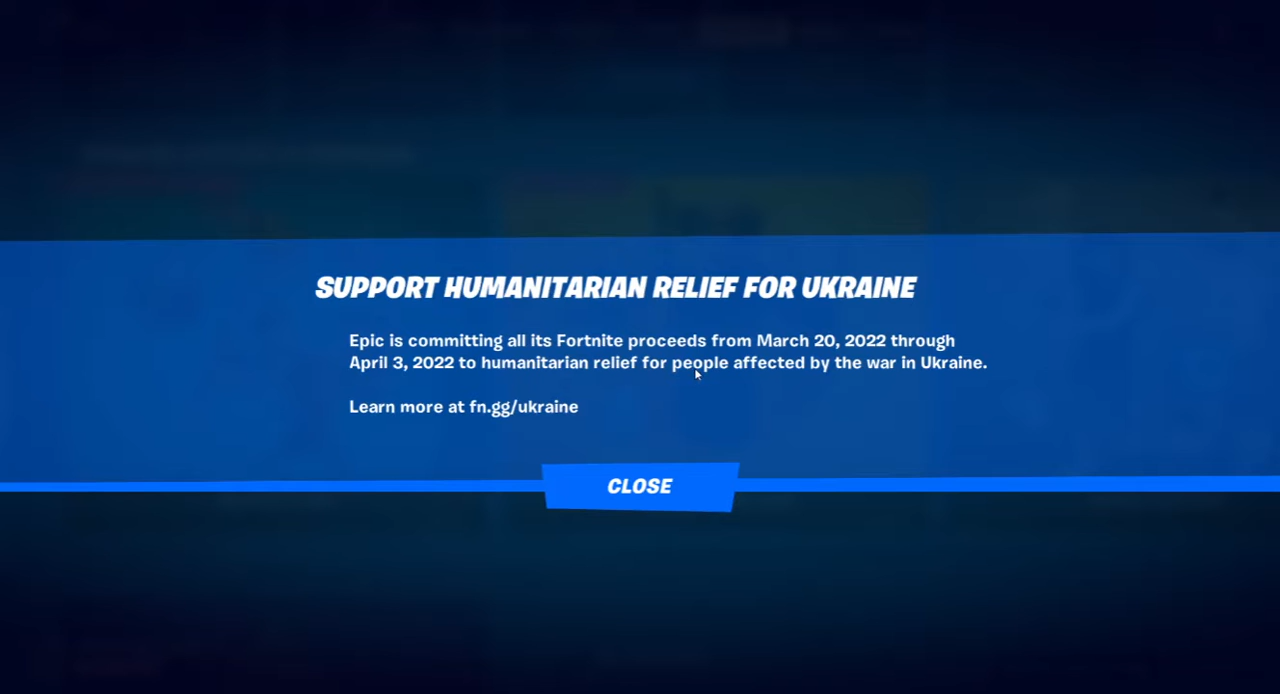 SUPPORT HUMANITARIAN RELIEF FOR UKRAINE
Epic is committing all its Fortnite proceeds from March 20, 2022 through
April 3, 2022 to humanitarian relief for people affected by the war in Ukraine.
Learn more at fn.gg/ukraine
CLOSE